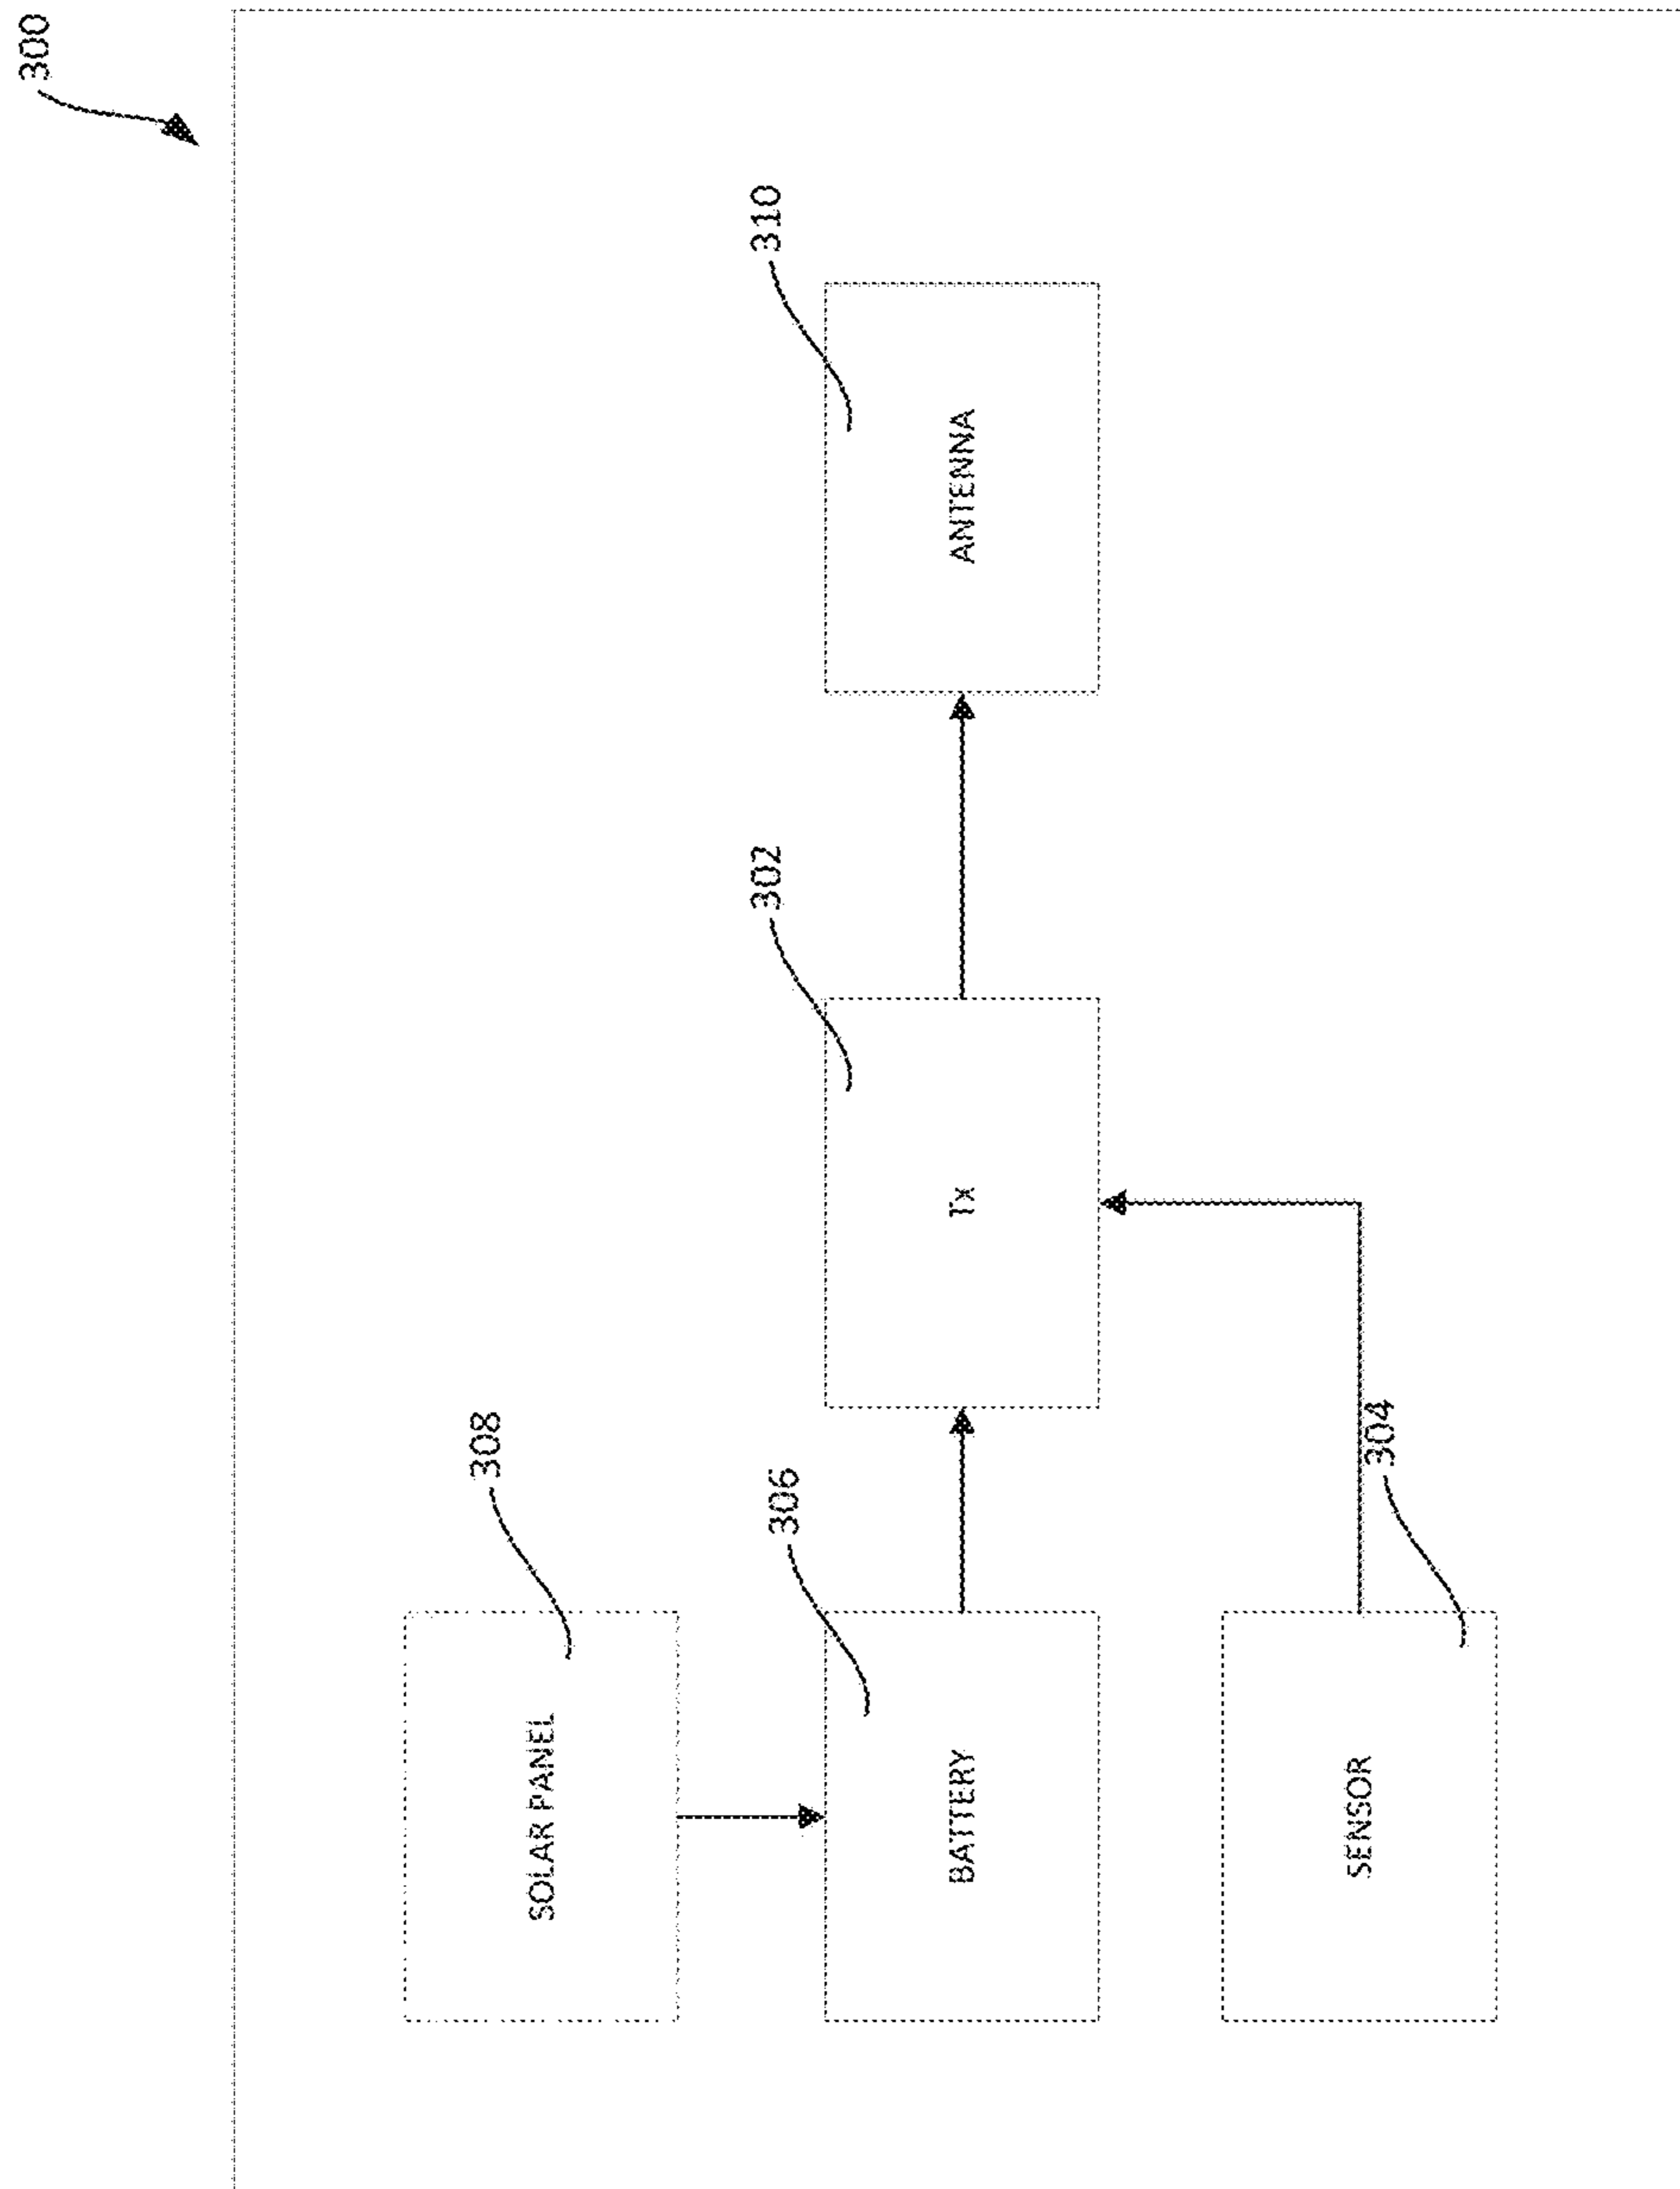 300
308
SOLAR PANEL
306
BATTERY
302
Tx
310
ANTENNA
304
SENSOR